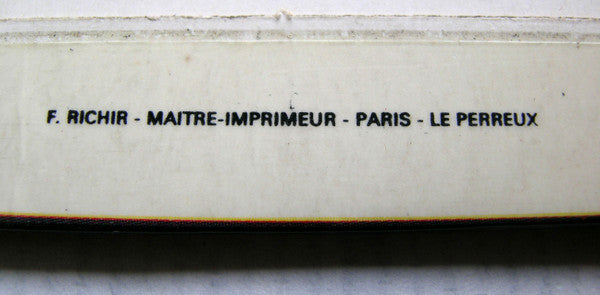 F. RICHIR - MAITRE-IMPRIMEUR - PARIS - LE PERREUX